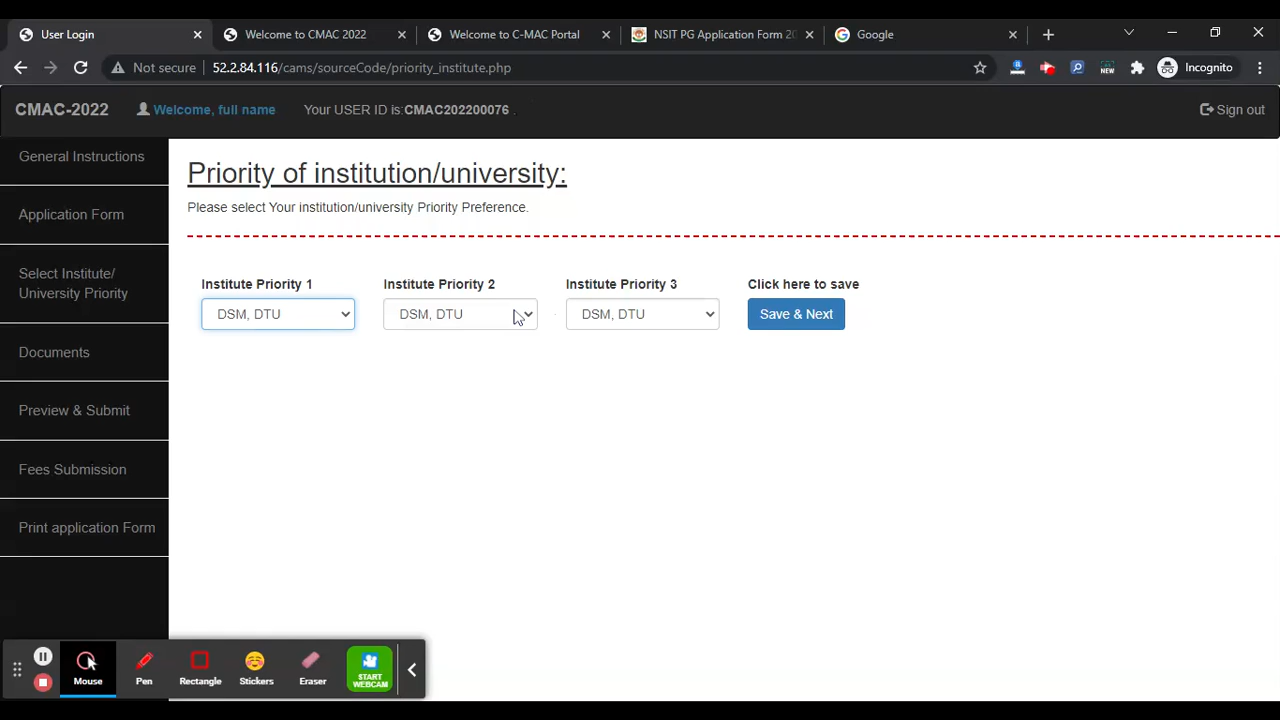 User Login
Welcome to CMAC 2022
Welcome to C-MAC Portal
NSIT PG Application Form 20
Google
Not secure
52.2.84.116/cams/sourceCode/priority_institute.php
NEW
Incognito
CMAC-2022
Welcome, full name
Your USER ID is:CMAC202200076 .
Sign out
General Instructions
Application Form
Select Institute/
University Priority
Documents
Preview & Submit
Fees Submission
Print application Form
Priority of institution/university:
Please select Your institution/university Priority Preference.
Institute Priority 1
Institute Priority 2
Institute Priority 3
Click here to save
DSM, DTU
DSM, DTU
DSM, DTU
Save & Next
Mouse
Pen
Rectangle
Stickers
Eraser
START
WEBCAM